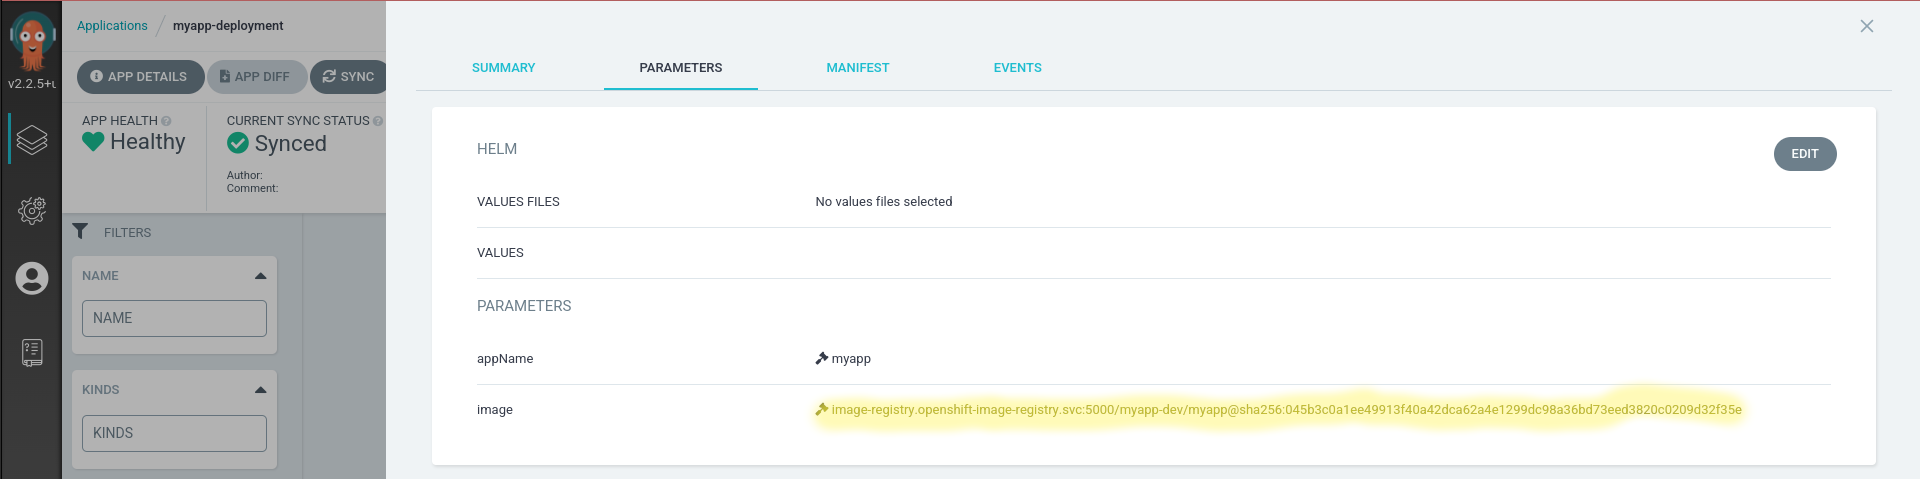 Applications / myapp-deployment
v2.2.5+
APP DETAILS APP DIFF SYNC
SUMMARY PARAMETERS MANIFEST EVENTS
APP HEALTH CURRENT SYNC STATUS
Healthy Synced
Author:
Comment:
FILTERS
NAME
NAME
KINDS
KINDS
HELM EDIT
VALUES FILES No values files selected
VALUES
PARAMETERS
appName myapp
image image-registry.openshift-image-registry.svc:5000/myapp-dev/myapp@sha256:045b3c0a1ee49913f40a42dca62a4e1299dc98a36bd73eed3820c0209d32f35e